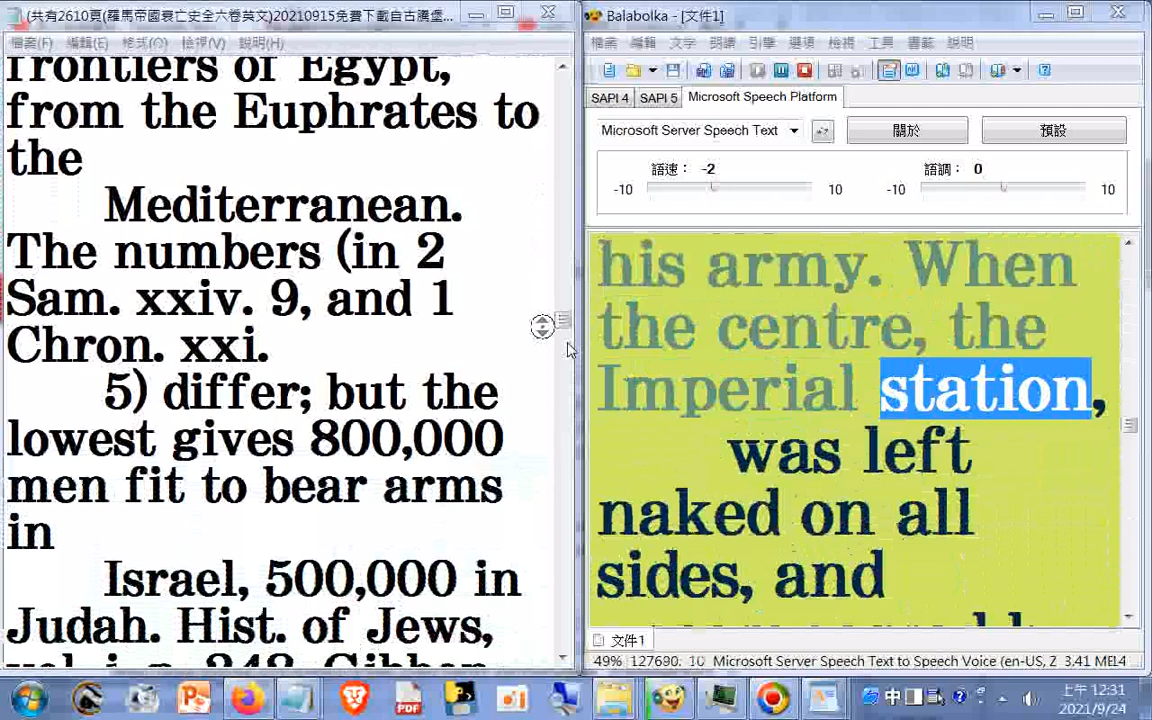 (共有2610頁(羅馬帝國衰亡史全六卷英文)20210915免費下載自古騰堡...
檔案(F) 編輯(E) 格式(O) 檢視(V) 說明(H)
frontiers of Egypt,
from the Euphrates to
the
Mediterranean.
The numbers (in 2
Sam. xxiv. 9, and 1
Chron. xxi.
5) differ; but the
lowest gives 800,000
men fit to bear arms
in
Israel, 500,000 in
Judah. Hist. of Jews,
Balabolka - [文件1]
檔案 編輯 文字 朗讀 引擎 選項 檢視 工具 書籤 說明
SAPI 4 SAPI 5 Microsoft Speech Platform
Microsoft Server Speech Text 關於 預設
語速： -2 語調： 0
-10 10 -10 10
his army. When
the centre, the
Imperial station,
was left
naked on all
sides, and
文件1
49% 127690: 10 Microsoft Server Speech Text to Speech Voice (en-US, Z 3.41 MB
中
上午 12:31
2021/9/24